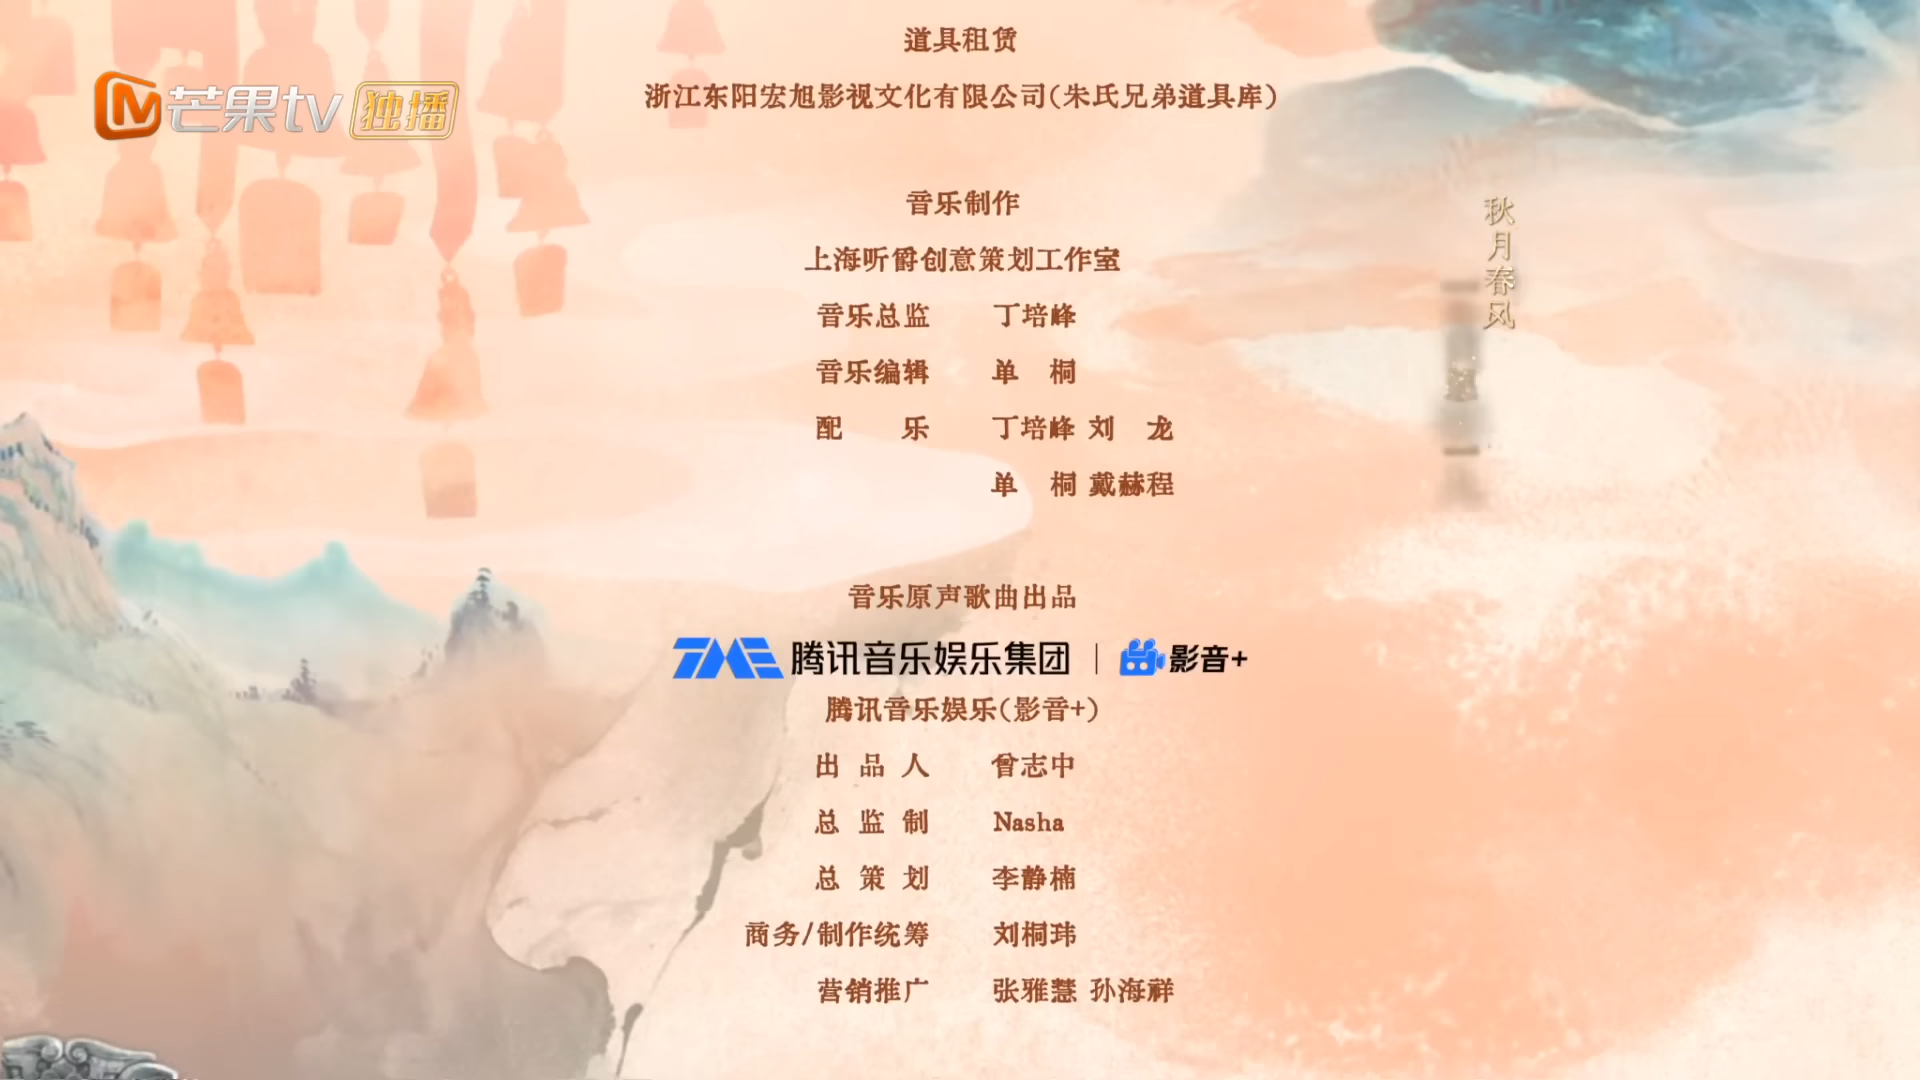 道具租赁
浙江东阳宏旭影视文化有限公司(朱氏兄弟道具库)
芒果tv 独播
音乐制作
上海听爵创意策划工作室
音乐总监 丁培峰
音乐编辑 单 桐
配 乐 丁培峰 刘 龙
单 桐 戴赫程
秋月春风
音乐原声歌曲出品
TME 腾讯音乐娱乐集团 | 影音+
腾讯音乐娱乐(影音+)
出 品 人 曾志中
总 监 制 Nasha
总 策 划 李静楠
商务/制作统筹 刘桐玮
营销推广 张雅慧 孙海祥